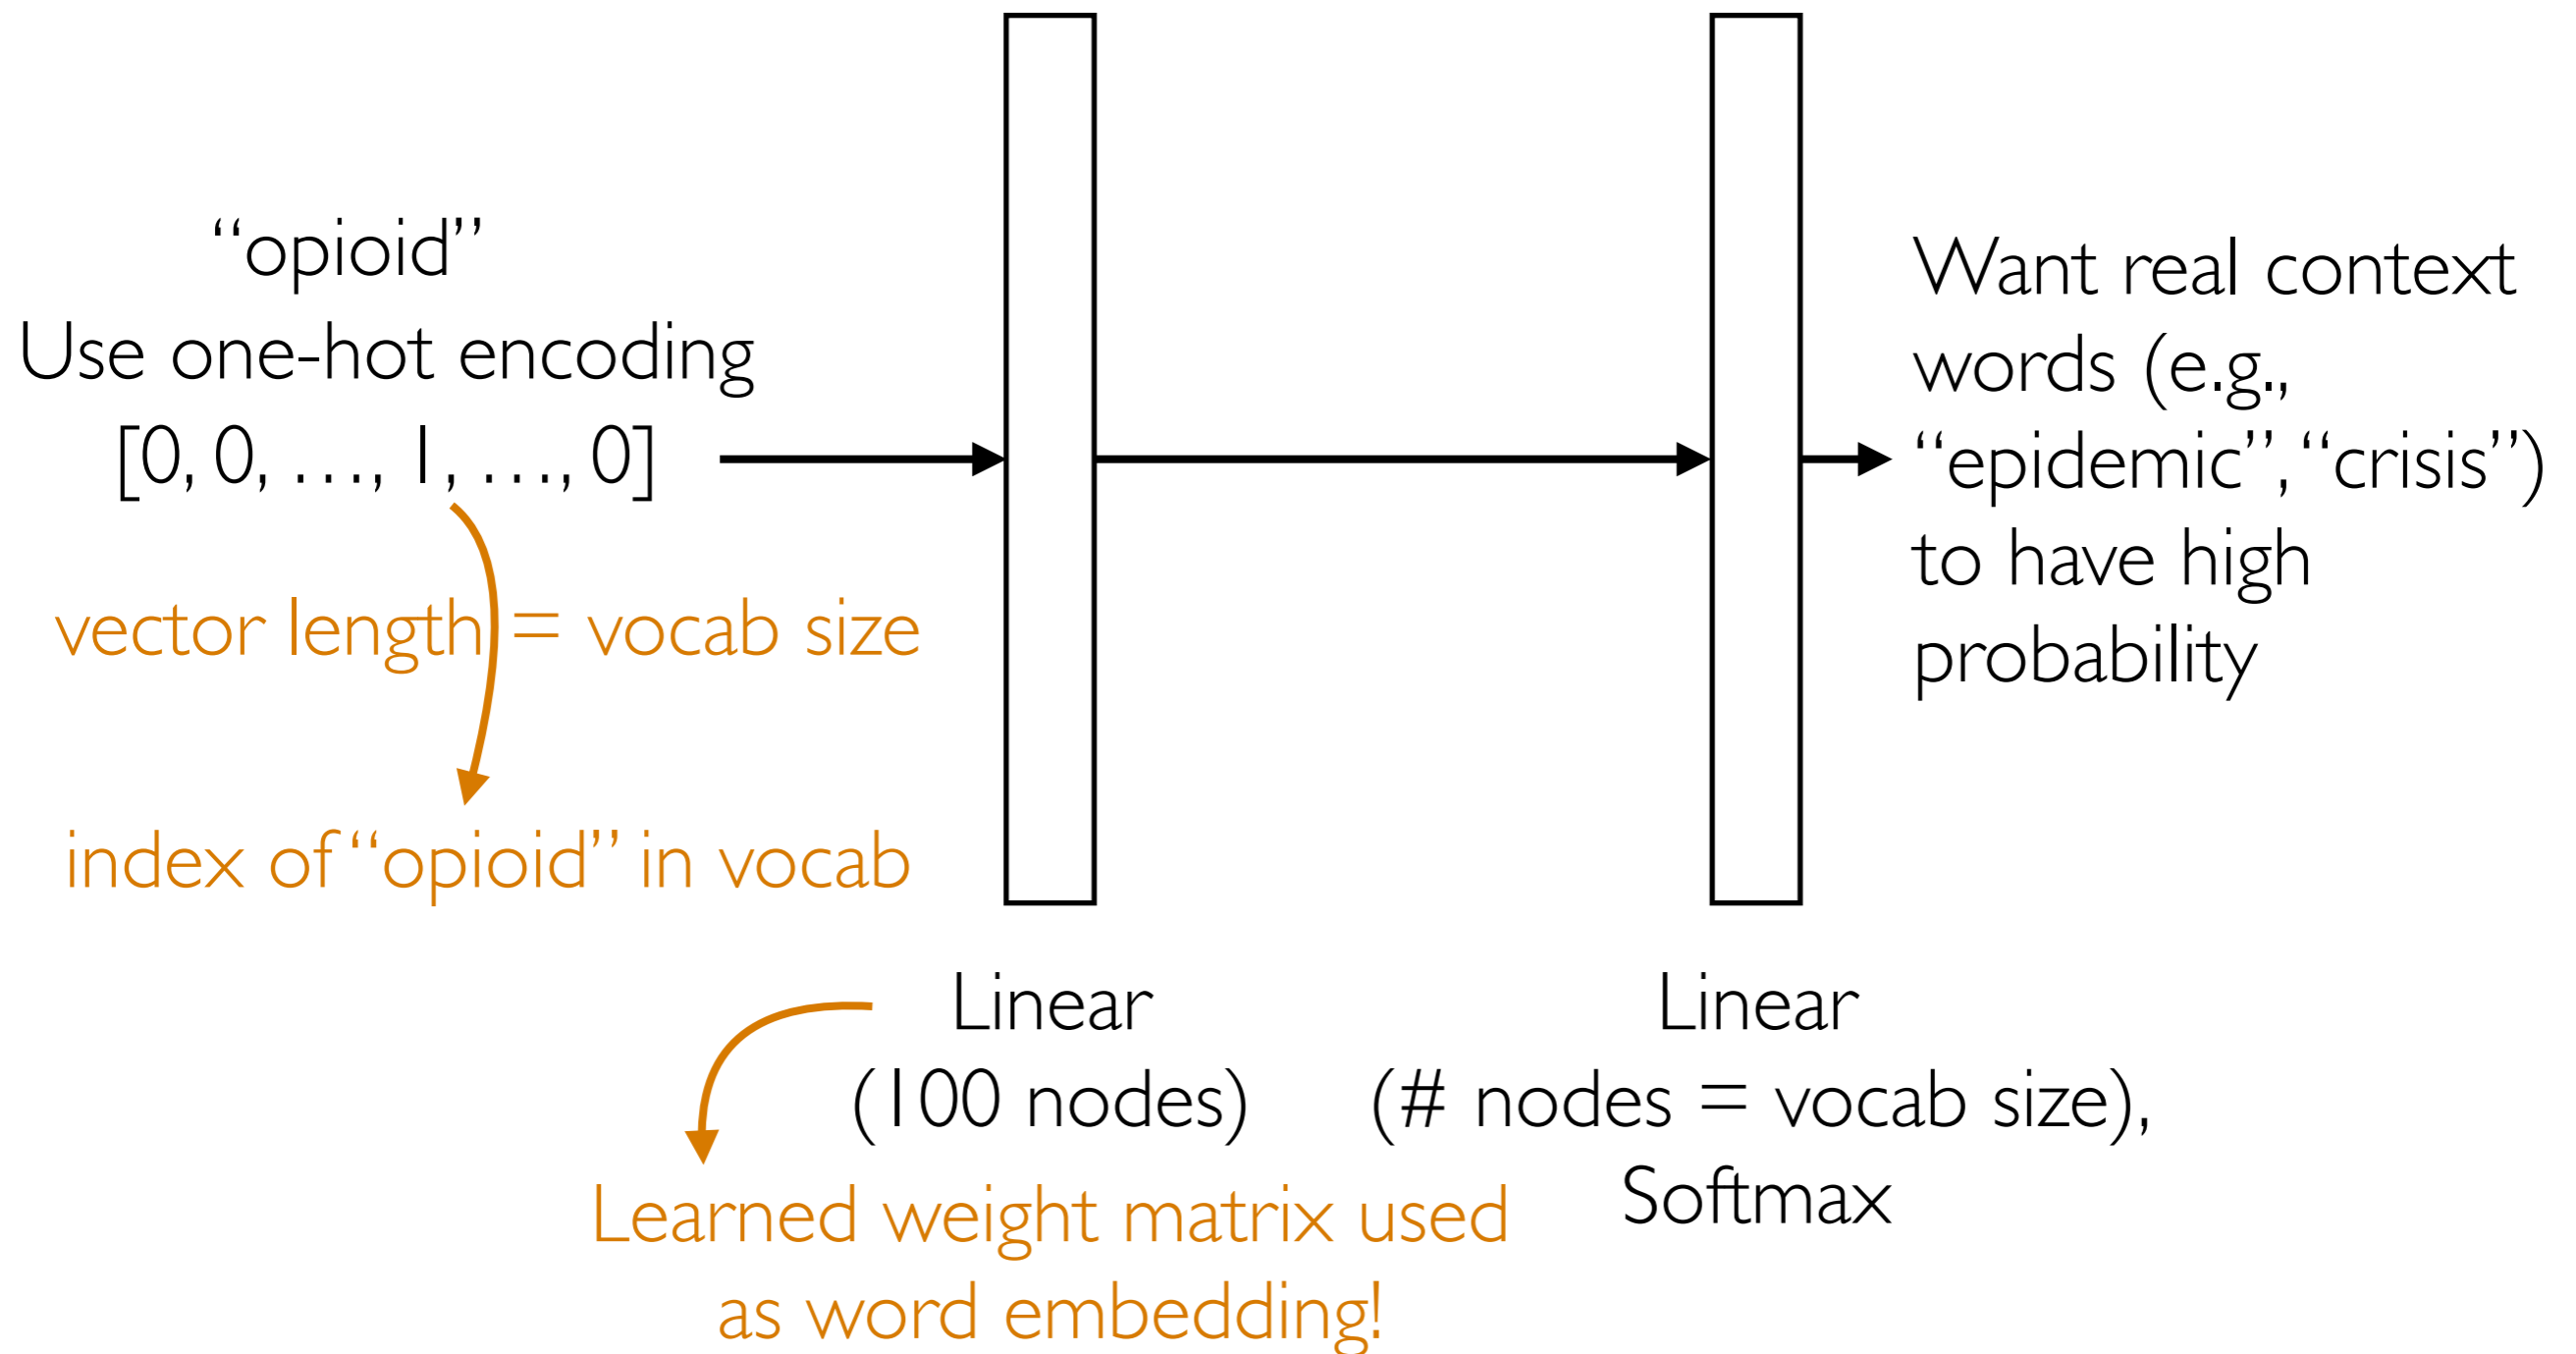 “opioid”
Use one-hot encoding
[0, 0, …, 1, …, 0]
vector length = vocab size
index of “opioid” in vocab
Linear
(100 nodes)
Learned weight matrix used
as word embedding!
Linear
(# nodes = vocab size),
Softmax
Want real context
words (e.g.,
“epidemic”, “crisis”)
to have high
probability